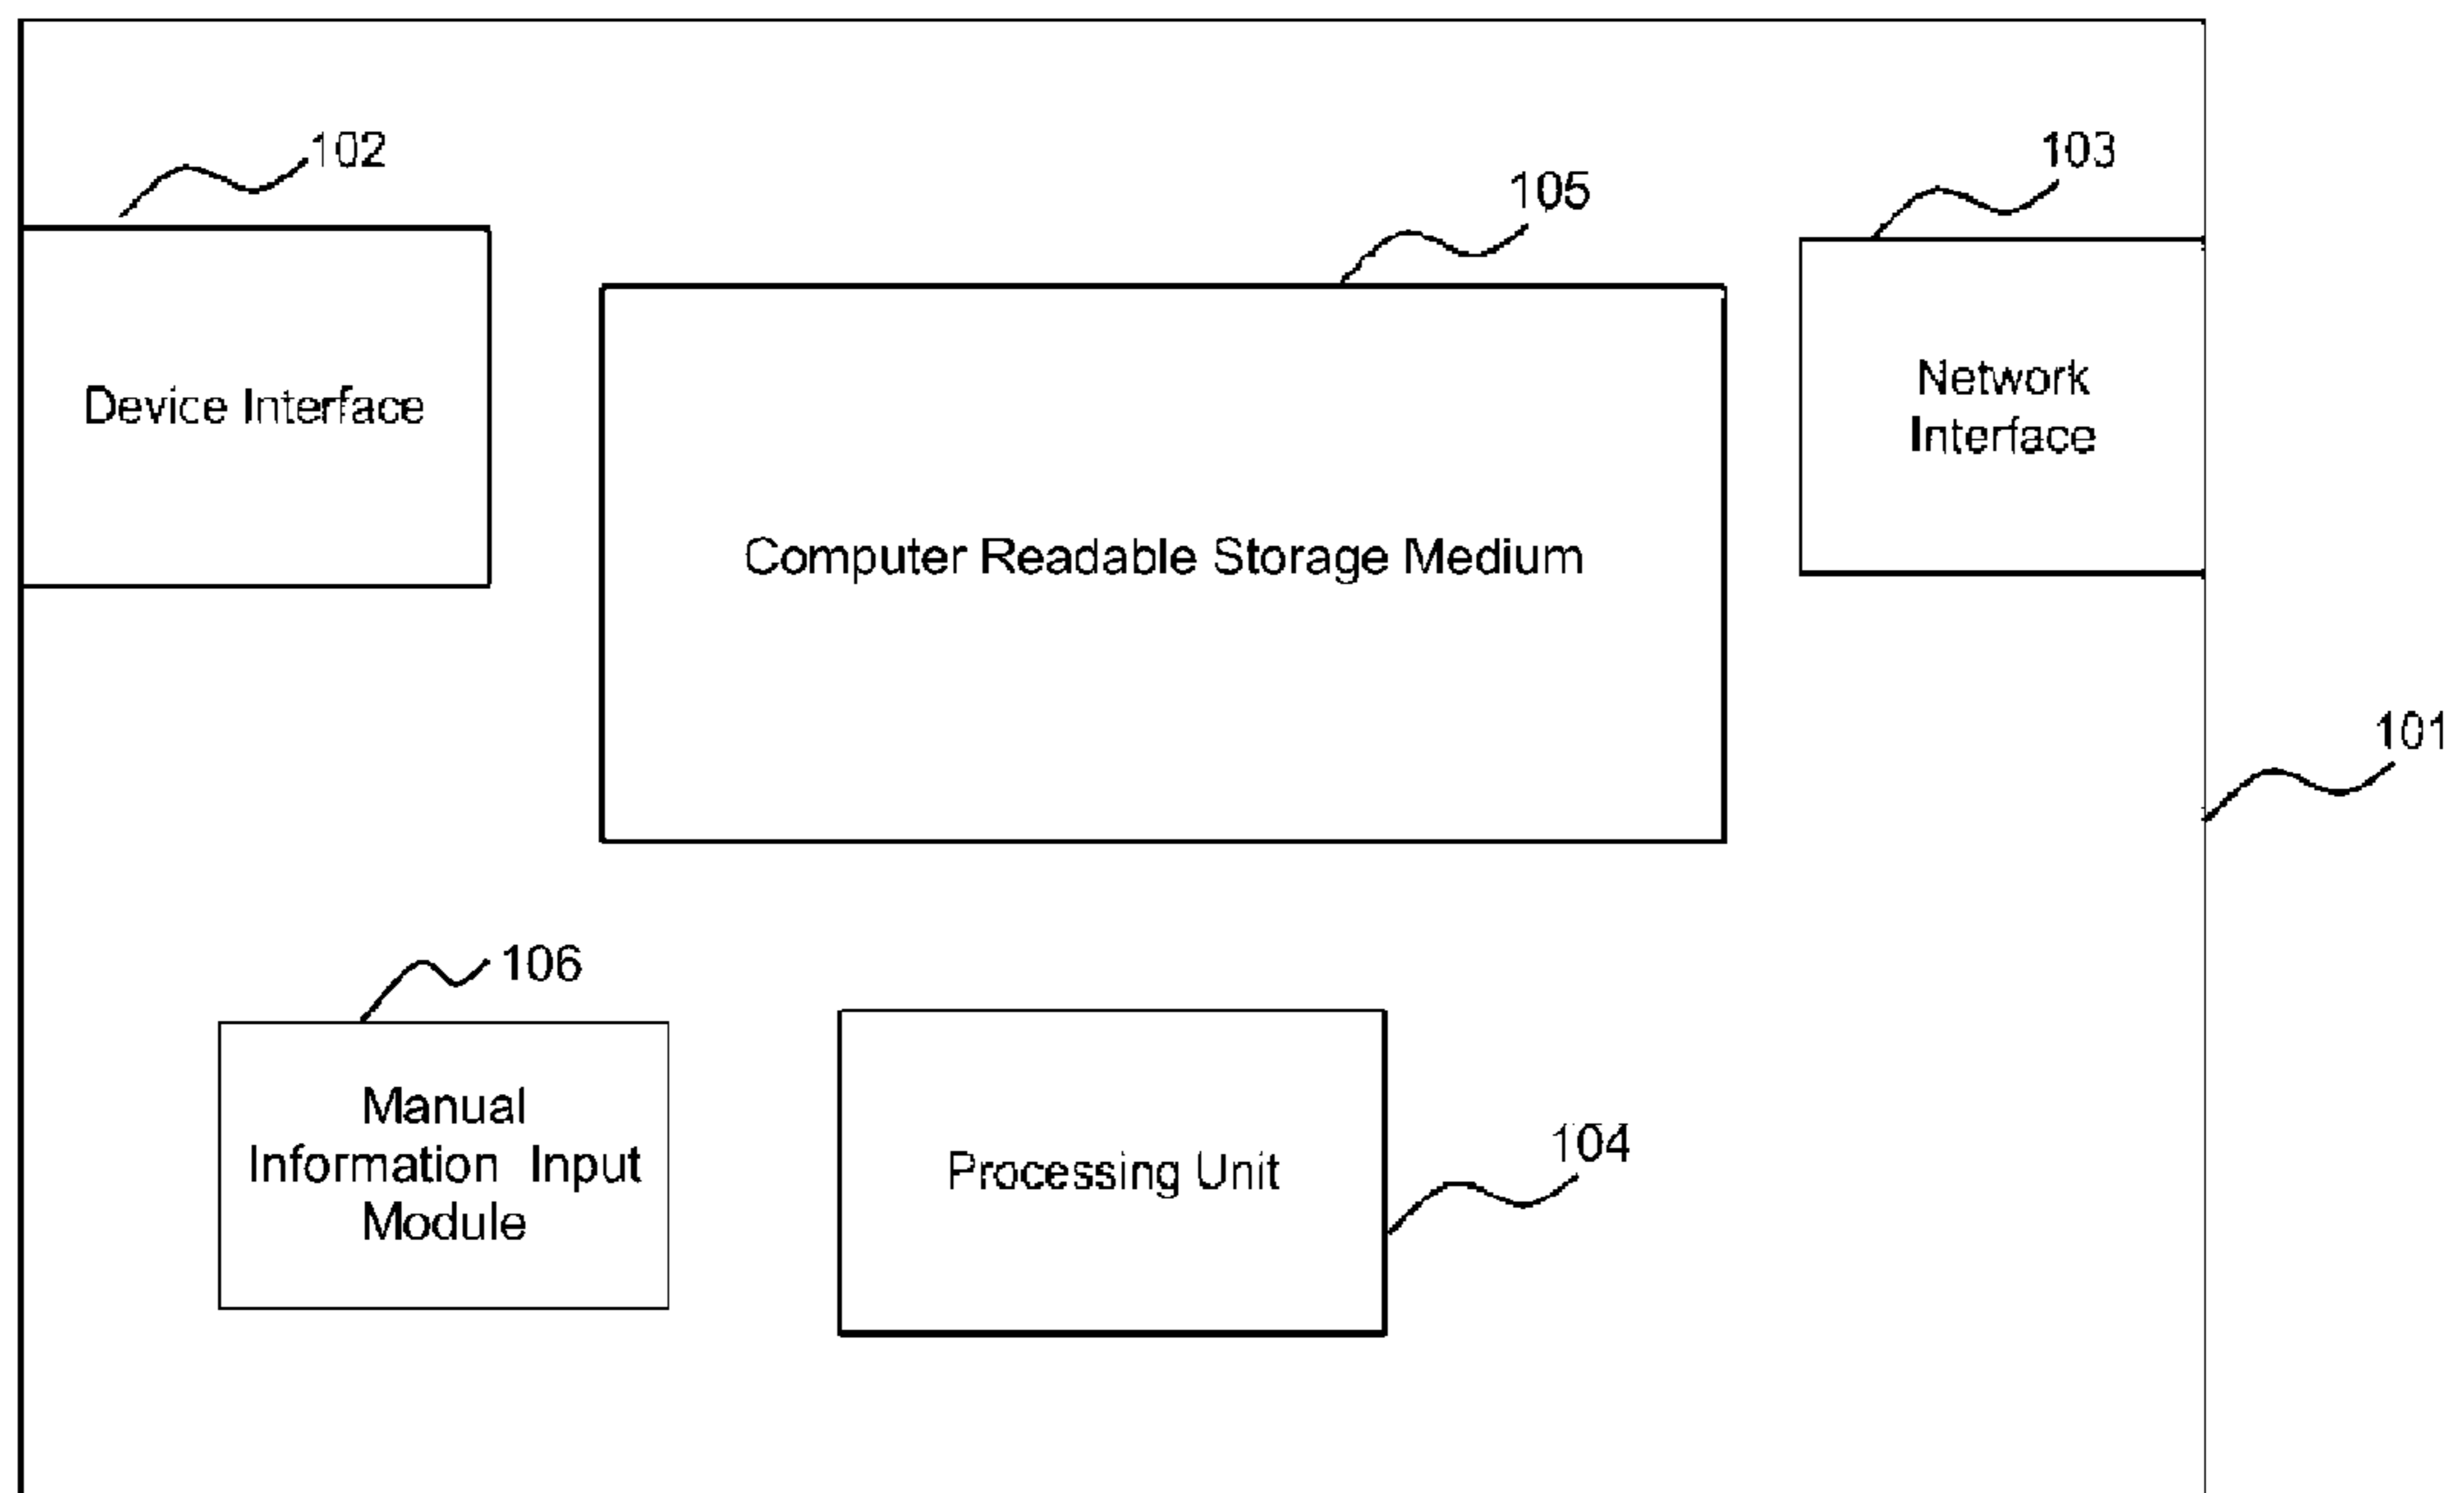 102
103
105
Device Interface
Network
Interface
Computer Readable Storage Medium
101
106
Manual
Information Input
Module
Processing Unit
104